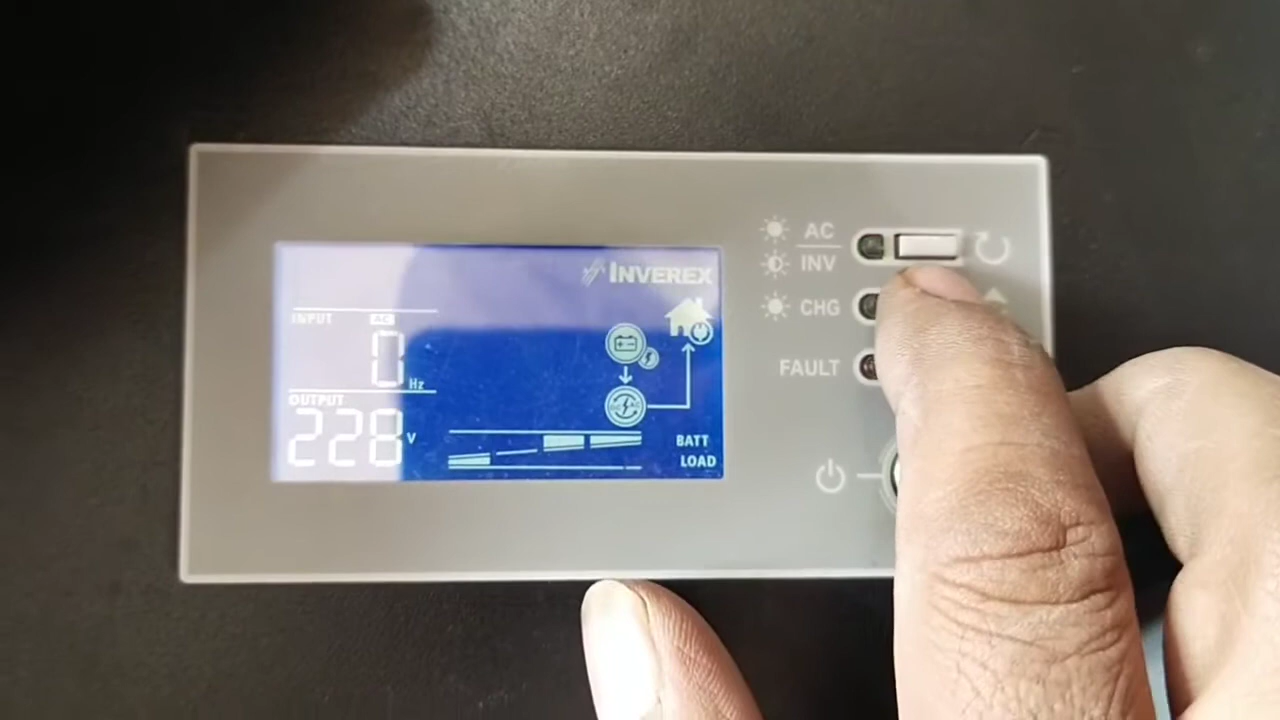 INVEREX
INPUT AC
0 Hz
OUTPUT
228 V
BATT
LOAD
AC
INV
CHG
FAULT